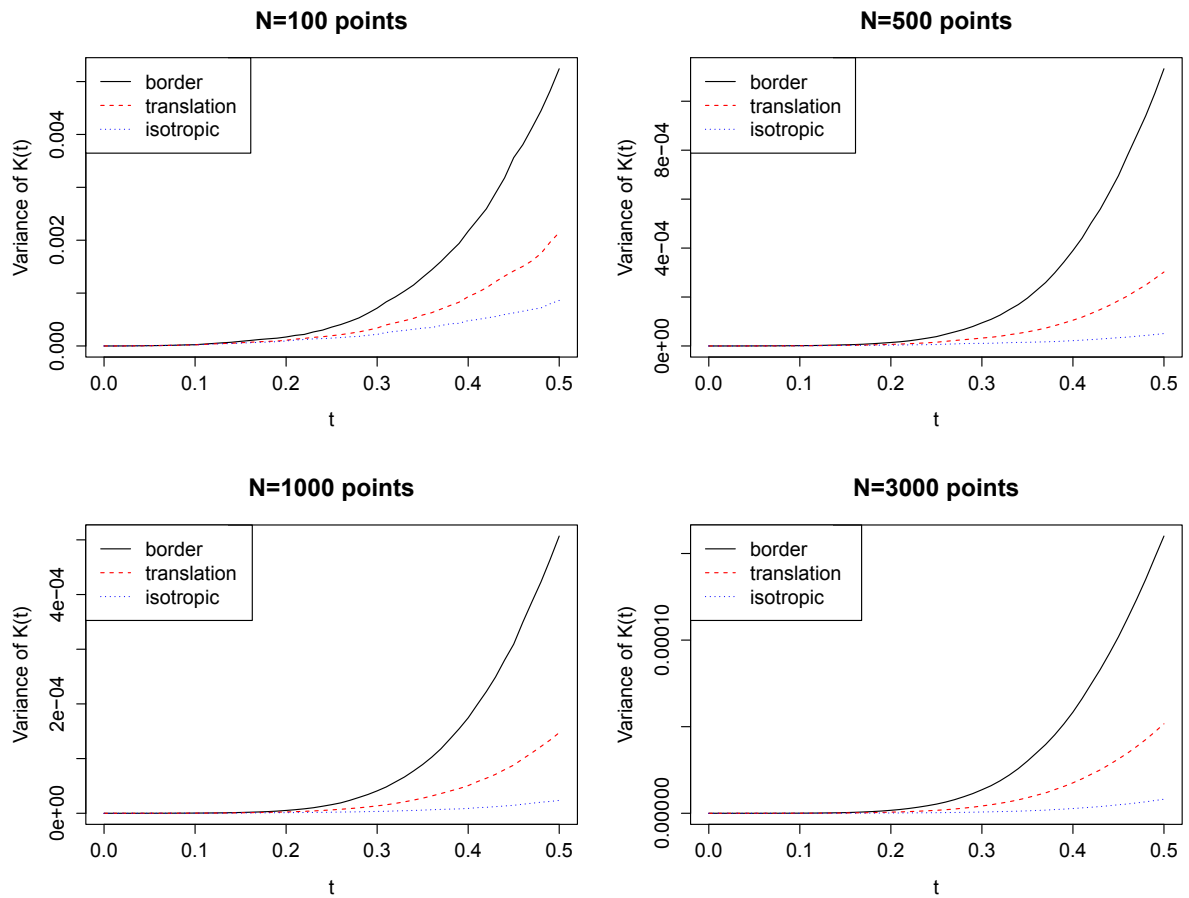 N=100 points
border
translation
isotropic
Variance of K(t)
0.000
0.002
0.004
0.0
0.1
0.2
0.3
0.4
0.5
t
N=500 points
border
translation
isotropic
Variance of K(t)
0e+00
4e−04
8e−04
0.0
0.1
0.2
0.3
0.4
0.5
t
N=1000 points
border
translation
isotropic
Variance of K(t)
0e+00
2e−04
4e−04
0.0
0.1
0.2
0.3
0.4
0.5
t
N=3000 points
border
translation
isotropic
Variance of K(t)
0.00000
0.00010
0.0
0.1
0.2
0.3
0.4
0.5
t